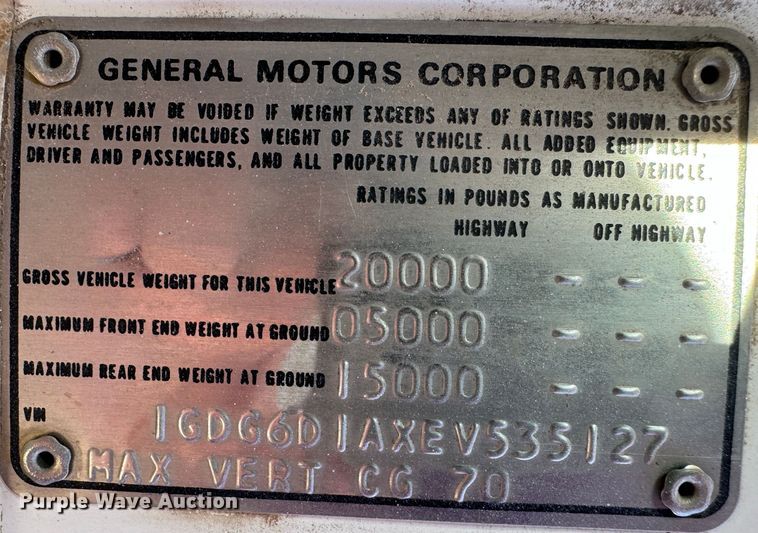 GENERAL MOTORS CORPORATION
WARRANTY MAY BE VOIDED IF WEIGHT EXCEEDS ANY OF RATINGS SHOWN. GROSS
VEHICLE WEIGHT INCLUDES WEIGHT OF BASE VEHICLE. ALL ADDED EQUIPMENT,
DRIVER AND PASSENGERS, AND ALL PROPERTY LOADED INTO OR ONTO VEHICLE.
RATINGS IN POUNDS AS MANUFACTURED
HIGHWAY OFF HIGHWAY
GROSS VEHICLE WEIGHT FOR THIS VEHICLE 20000 - - -
MAXIMUM FRONT END WEIGHT AT GROUND 05000 - - -
MAXIMUM REAR END WEIGHT AT GROUND 15000 - - -
VIN 1GDG6D1AXEV535127
MAX VERT CG 70
Purple Wave Auction